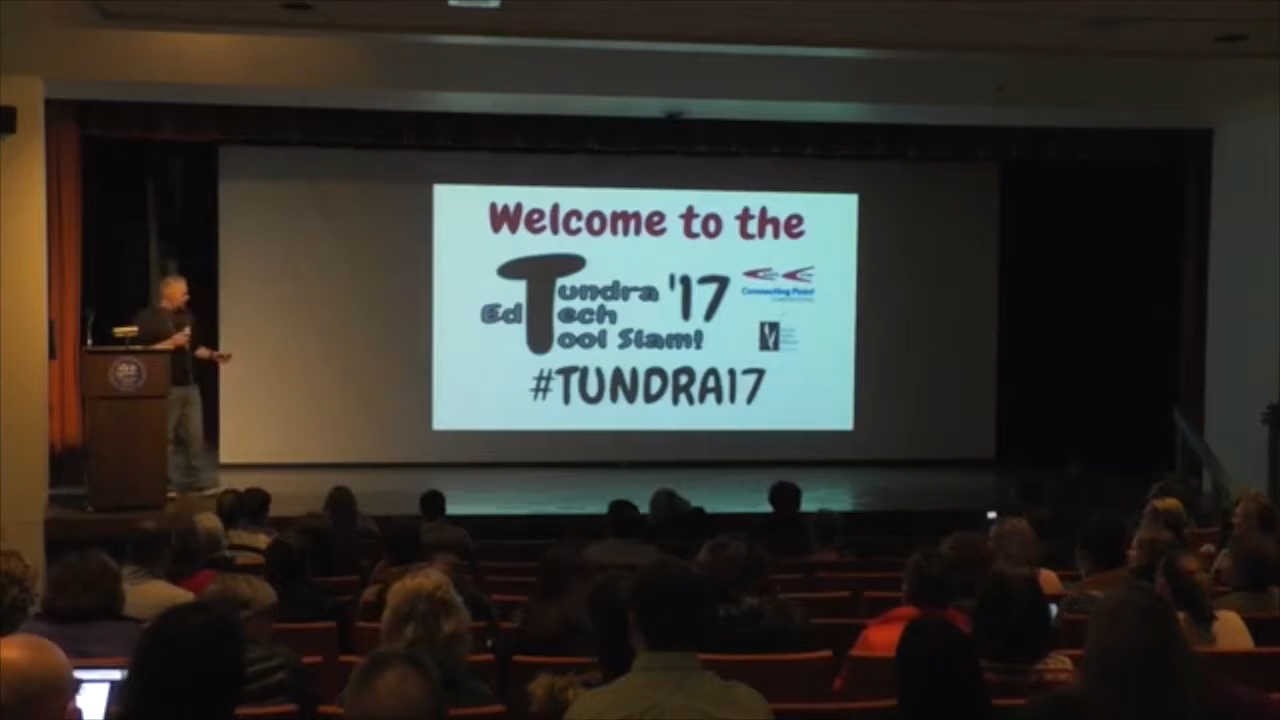 Welcome to the
Tundra '17
EdTech
Tool Slam!
Connecting Point
#TUNDRA17